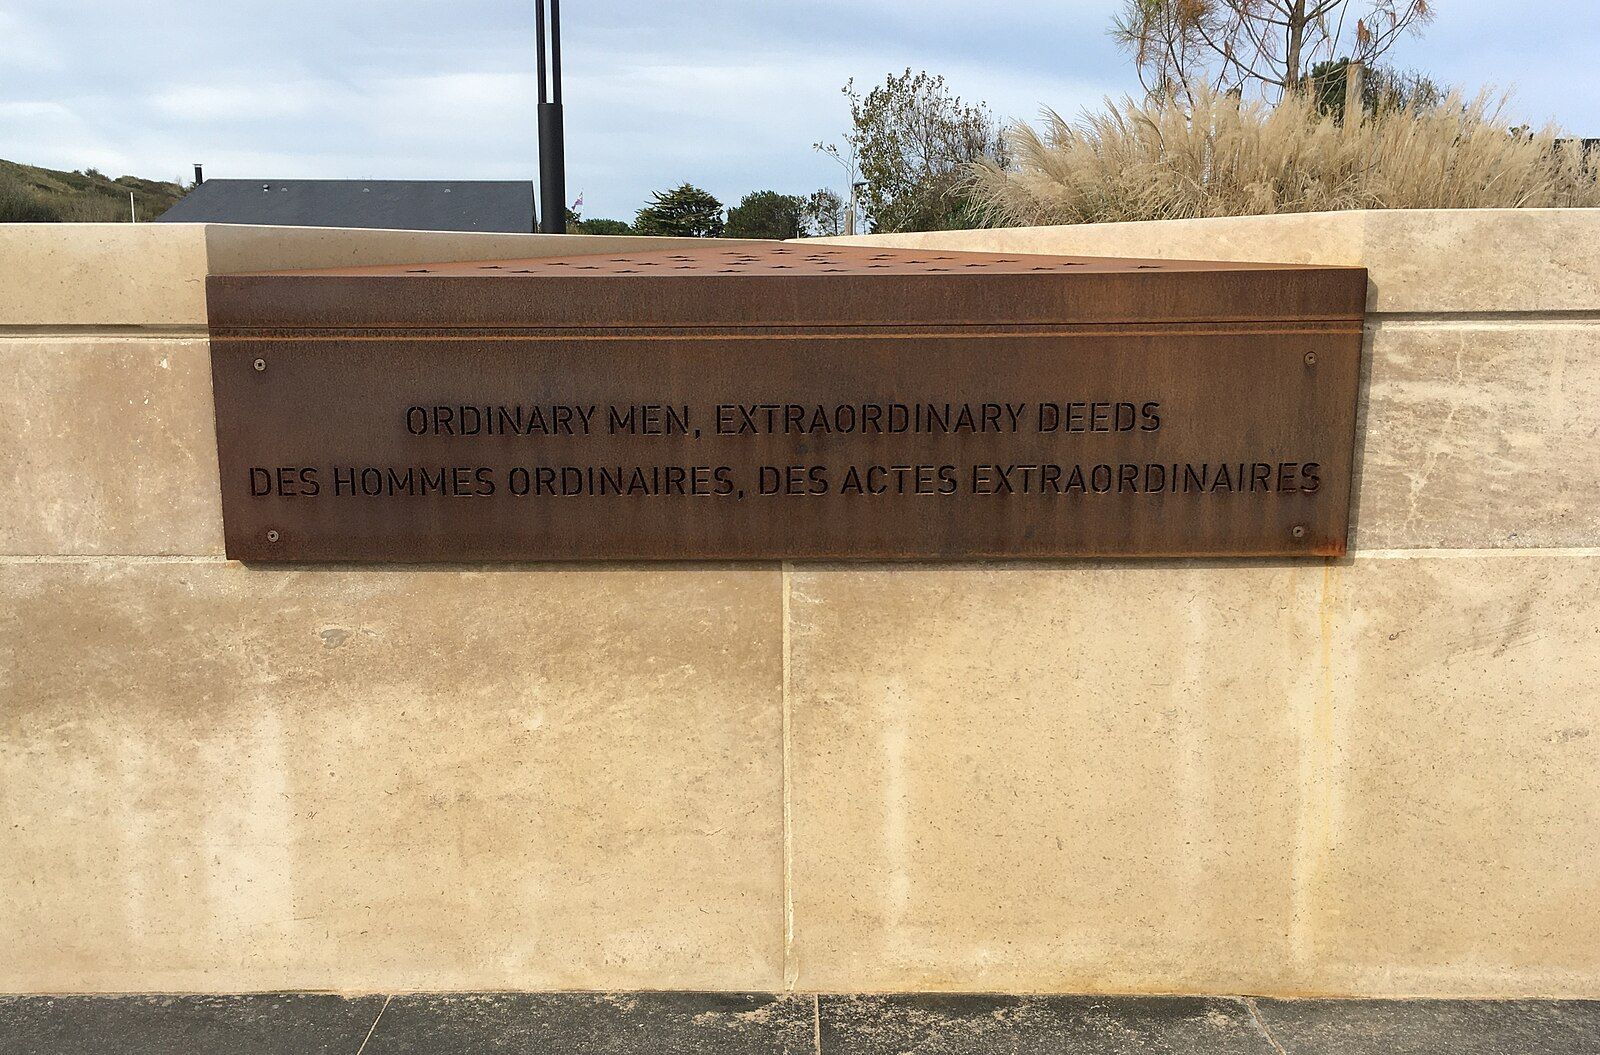 ORDINARY MEN, EXTRAORDINARY DEEDS
DES HOMMES ORDINAIRES, DES ACTES EXTRAORDINAIRES